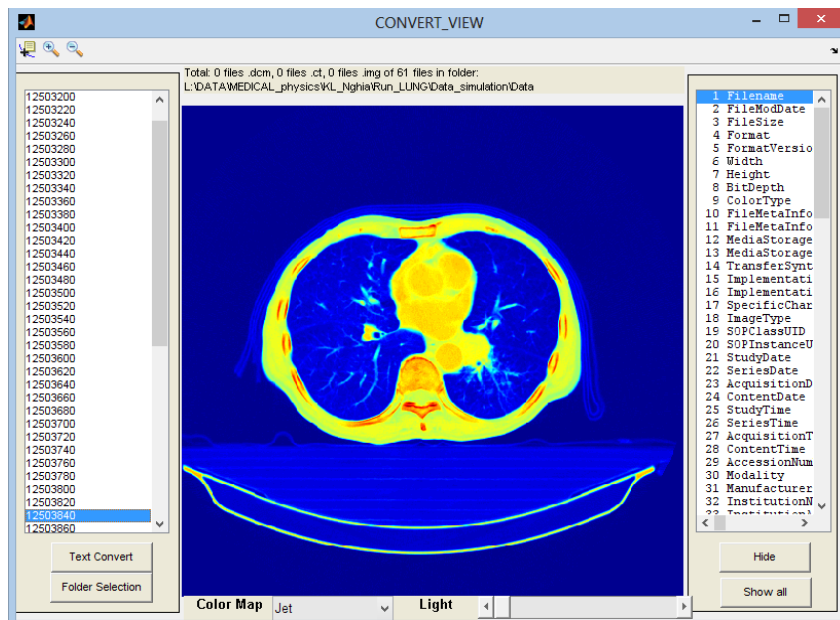 CONVERT_VIEW
Total: 0 files .dcm, 0 files .ct, 0 files .img of 61 files in folder:
L:\DATA\MEDICAL_physics\KL_Nghia\Run_LUNG\Data_simulation\Data
12503200
12503220
12503240
12503260
12503280
12503300
12503320
12503340
12503360
12503380
12503400
12503420
12503440
12503460
12503480
12503500
12503520
12503540
12503560
12503580
12503600
12503620
12503640
12503660
12503680
12503700
12503720
12503740
12503760
12503780
12503800
12503820
12503840
12503860
Text Convert
Folder Selection
Color Map
Jet
Light
1 Filename
2 FileModDate
3 FileSize
4 Format
5 FormatVersio
6 Width
7 Height
8 BitDepth
9 ColorType
10 FileMetaInfo
11 FileMetaInfo
12 MediaStorage
13 MediaStorage
14 TransferSynt
15 Implementati
16 Implementati
17 SpecificChar
18 ImageType
19 SOPClassUID
20 SOPInstanceU
21 StudyDate
22 SeriesDate
23 AcquisitionD
24 ContentDate
25 StudyTime
26 SeriesTime
27 AcquisitionT
28 ContentTime
29 AccessionNum
30 Modality
31 Manufacturer
32 InstitutionN
Hide
Show all